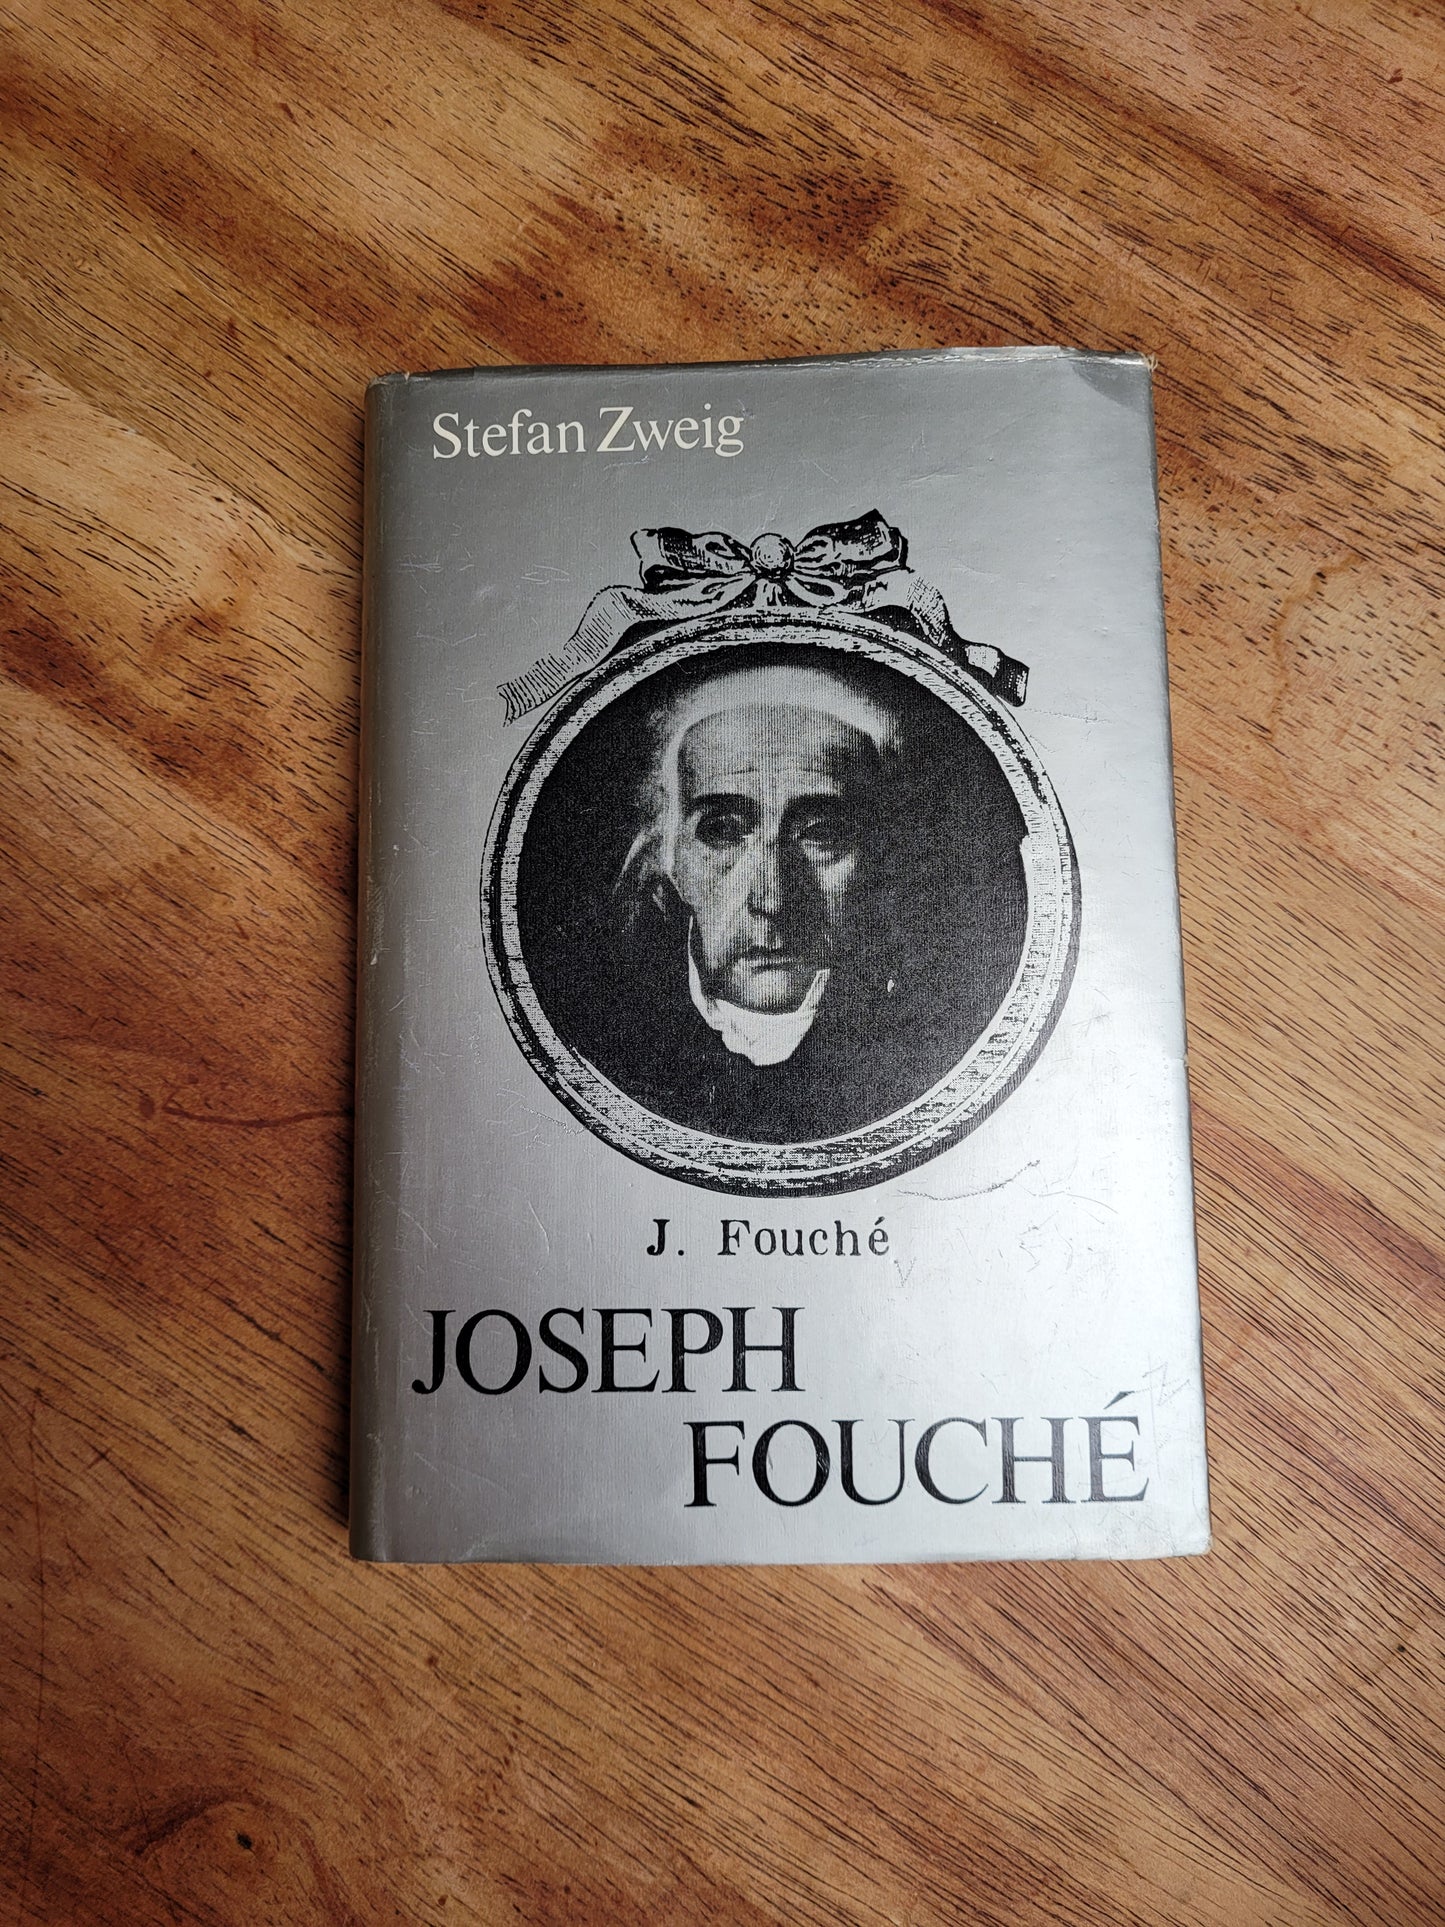 Stefan Zweig
J. Fouché
JOSEPH
FOUCHÉ